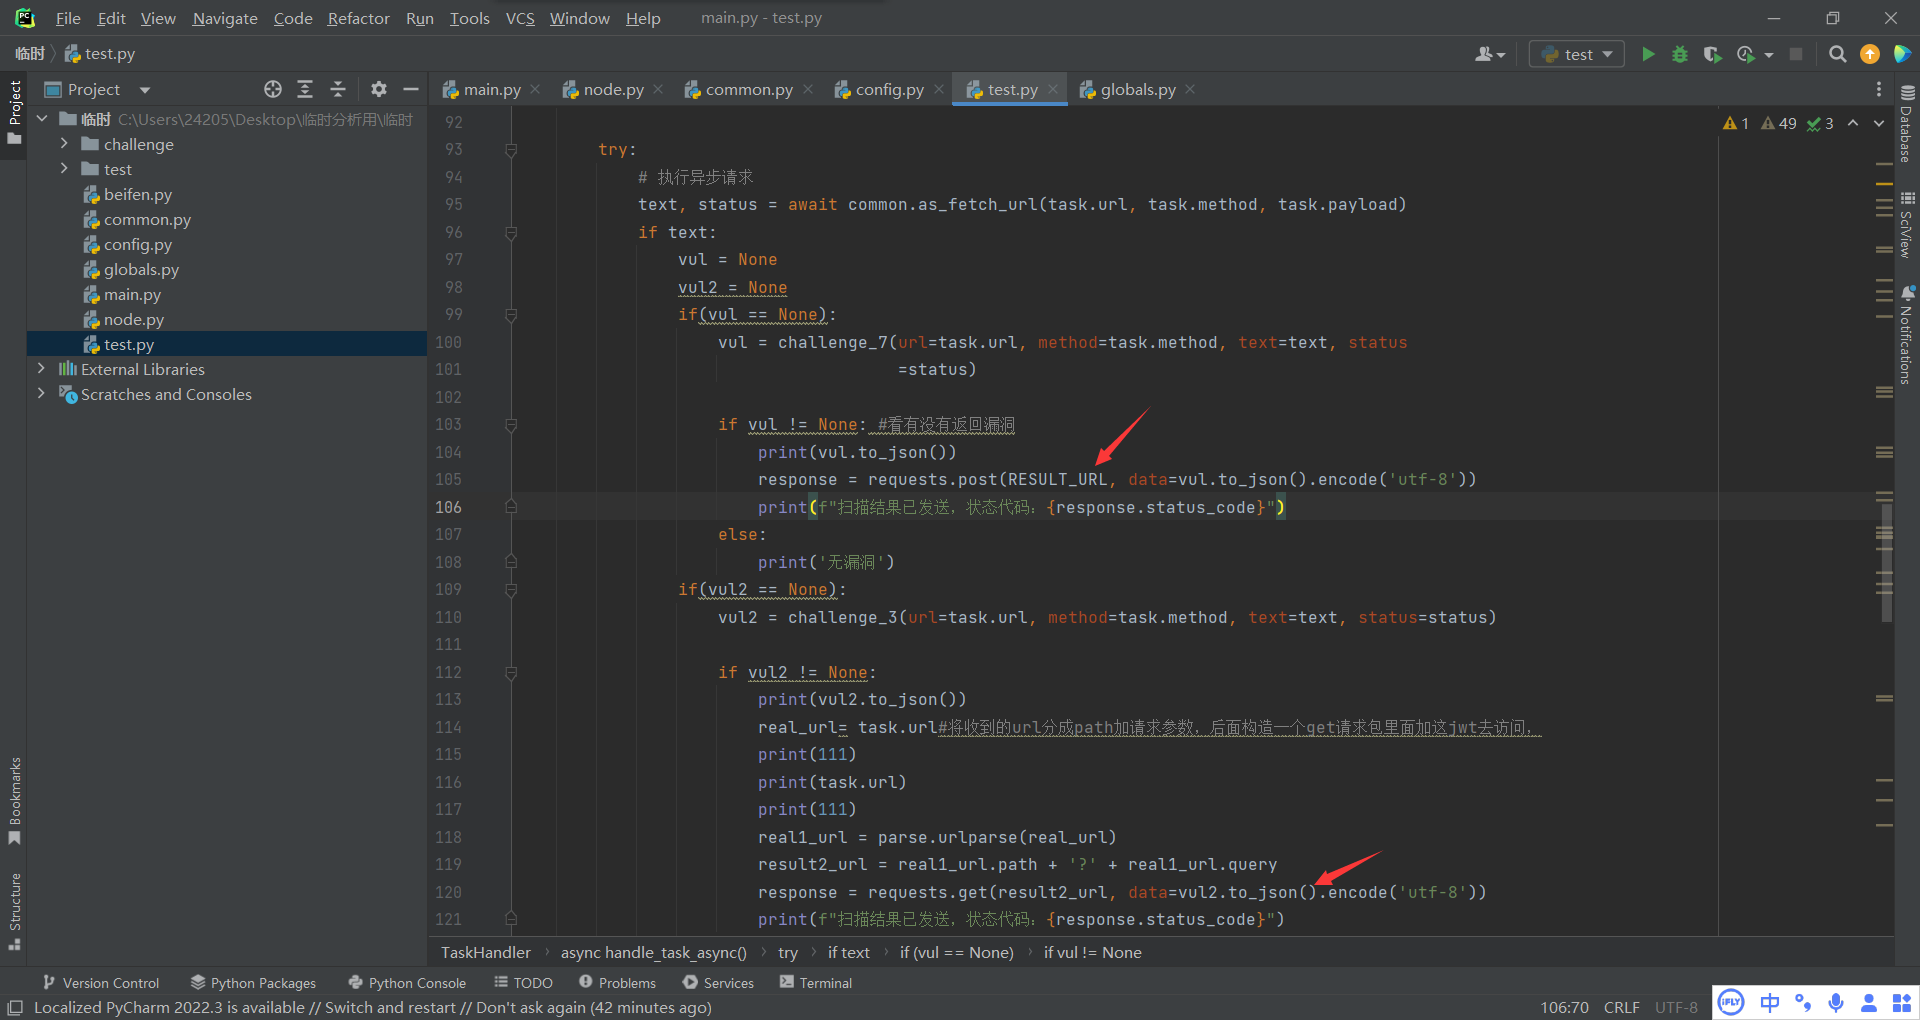 File Edit View Navigate Code Refactor Run Tools VCS Window Help main.py - test.py
临时 test.py
test
Project
main.py node.py common.py config.py test.py globals.py
临时 C:\Users\24205\Desktop\临时分析用\临时
challenge
test
beifen.py
common.py
config.py
globals.py
main.py
node.py
test.py
External Libraries
Scratches and Consoles
Project
Bookmarks
Structure
1 49 3
92
93 try:
94 # 执行异步请求
95 text, status = await common.as_fetch_url(task.url, task.method, task.payload)
96 if text:
97 vul = None
98 vul2 = None
99 if(vul == None):
100 vul = challenge_7(url=task.url, method=task.method, text=text, status
101 =status)
102
103 if vul != None: #看有没有返回漏洞
104 print(vul.to_json())
105 response = requests.post(RESULT_URL, data=vul.to_json().encode('utf-8'))
106 print(f"扫描结果已发送，状态代码：{response.status_code}")
107 else:
108 print('无漏洞')
109 if(vul2 == None):
110 vul2 = challenge_3(url=task.url, method=task.method, text=text, status=status)
111
112 if vul2 != None:
113 print(vul2.to_json())
114 real_url= task.url#将收到的url分成path加请求参数，后面构造一个get请求包里面加这jwt去访问，
115 print(111)
116 print(task.url)
117 print(111)
118 real1_url = parse.urlparse(real_url)
119 result2_url = real1_url.path + '?' + real1_url.query
120 response = requests.get(result2_url, data=vul2.to_json().encode('utf-8'))
121 print(f"扫描结果已发送，状态代码：{response.status_code}")
Database
SciView
Notifications
TaskHandler › async handle_task_async() › try › if text › if (vul == None) › if vul != None
Version Control Python Packages Python Console TODO Problems Services Terminal
Localized PyCharm 2022.3 is available // Switch and restart // Don't ask again (42 minutes ago) 106:70 CRLF UTF-8
iFLY 中